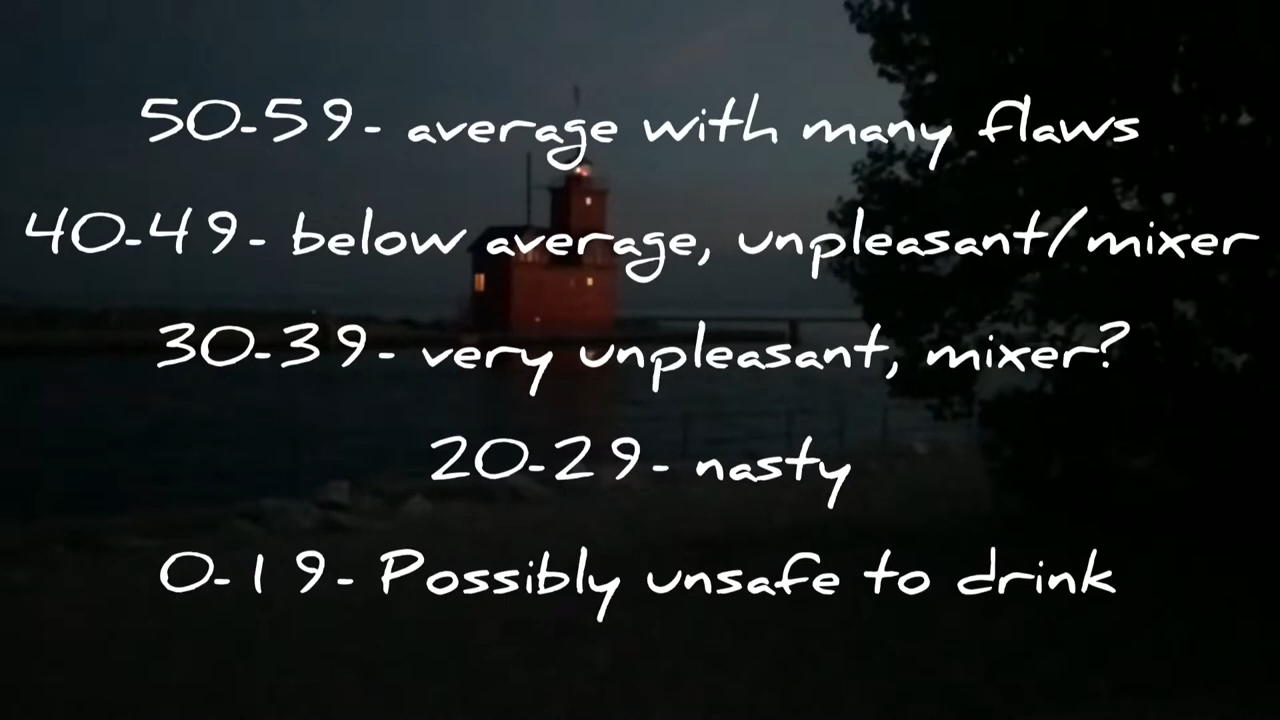 50-59- average with many flaws
40-49- below average, unpleasant/mixer
30-39- very unpleasant, mixer?
20-29- nasty
0-19- Possibly unsafe to drink